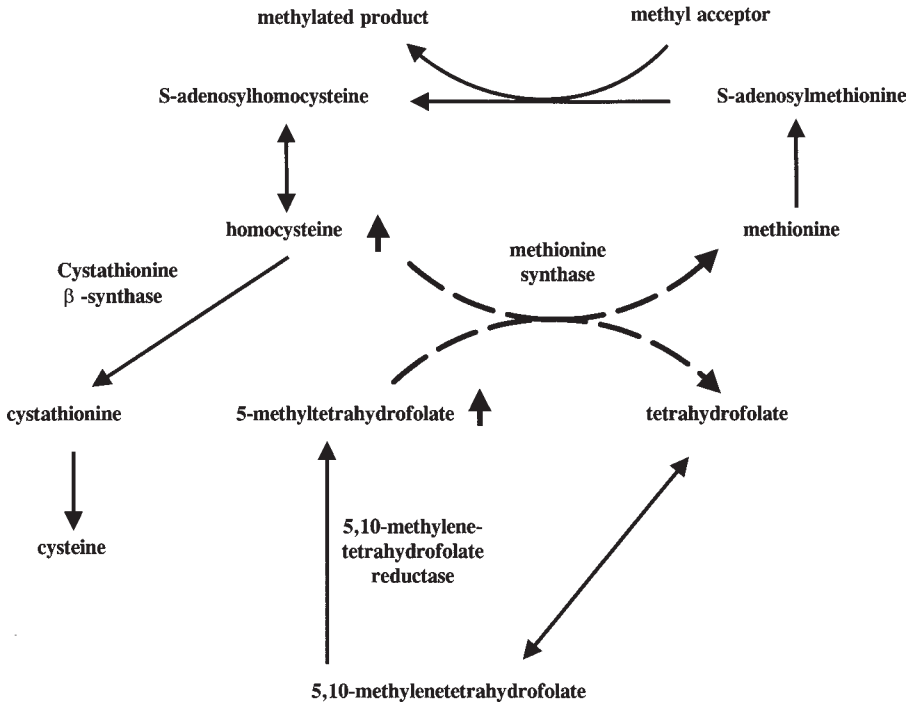 methylated product
methyl acceptor
S-adenosylhomocysteine
S-adenosylmethionine
homocysteine
methionine
methionine
synthase
Cystathionine
β -synthase
cystathionine
5-methyltetrahydrofolate
tetrahydrofolate
cysteine
5,10-methylene-
tetrahydrofolate
reductase
5,10-methylenetetrahydrofolate